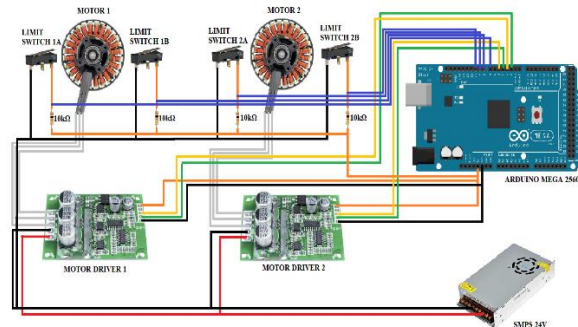 MOTOR 1
MOTOR 2
LIMIT
SWITCH 1A
LIMIT
SWITCH 1B
LIMIT
SWITCH 2A
LIMIT
SWITCH 2B
10kΩ
10kΩ
10kΩ
10kΩ
ARDUINO MEGA 2560
MOTOR DRIVER 1
MOTOR DRIVER 2
SMPS 24V